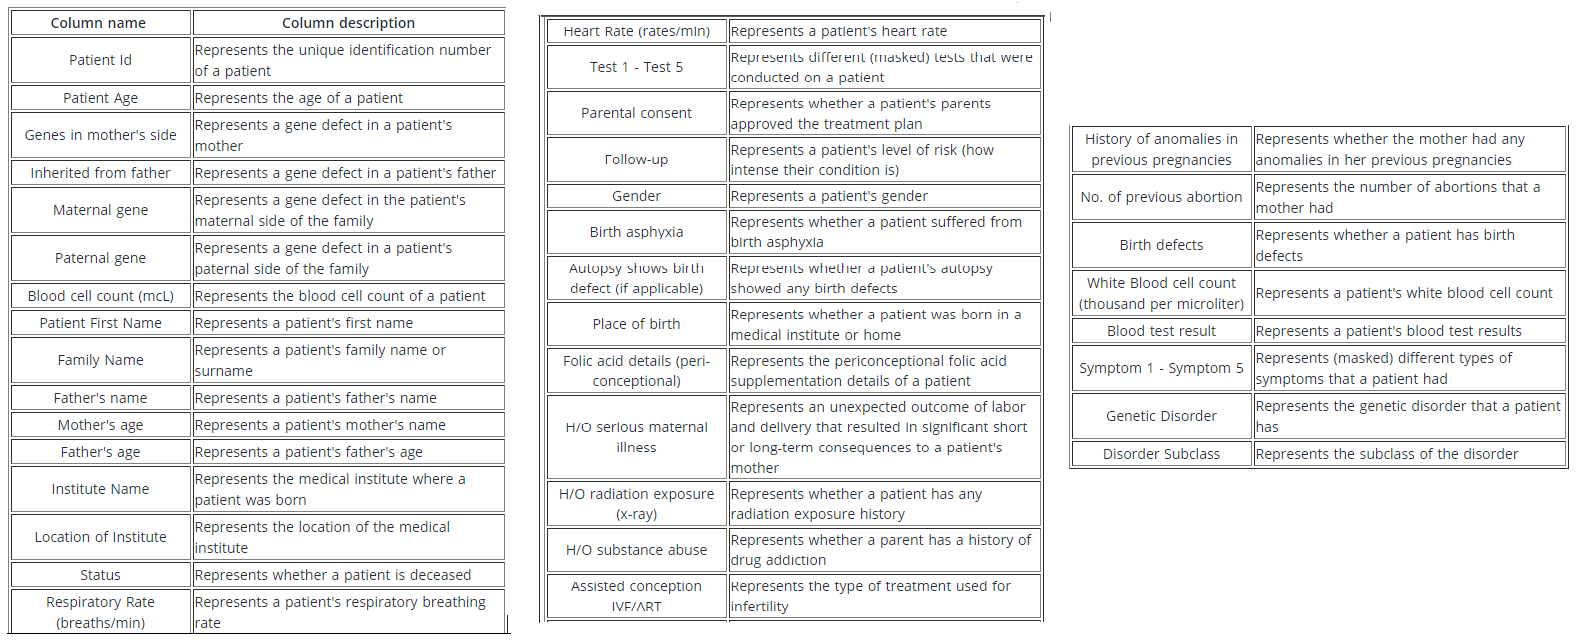 Column name Column description
Patient Id
Represents the unique identification number
of a patient
Patient Age Represents the age of a patient
Genes in mother's side
Represents a gene defect in a patient's
mother
Inherited from father Represents a gene defect in a patient's father
Maternal gene
Represents a gene defect in the patient's
maternal side of the family
Paternal gene
Represents a gene defect in a patient's
paternal side of the family
Blood cell count (mcL) Represents the blood cell count of a patient
Patient First Name Represents a patient's first name
Family Name
Represents a patient's family name or
surname
Father's name Represents a patient's father's name
Mother's age Represents a patient's mother's name
Father's age Represents a patient's father's age
Institute Name
Represents the medical institute where a
patient was born
Location of Institute
Represents the location of the medical
institute
Status Represents whether a patient is deceased
Respiratory Rate
(breaths/min)
Represents a patient's respiratory breathing
rate
Heart Rate (rates/min) Represents a patient's heart rate
Test 1 - Test 5
Represents different (masked) tests that were
conducted on a patient
Parental consent
Represents whether a patient's parents
approved the treatment plan
Follow-up
Represents a patient's level of risk (how
intense their condition is)
Gender Represents a patient's gender
Birth asphyxia
Represents whether a patient suffered from
birth asphyxia
Autopsy shows birth
defect (if applicable)
Represents whether a patient's autopsy
showed any birth defects
Place of birth
Represents whether a patient was born in a
medical institute or home
Folic acid details (peri-
conceptional)
Represents the periconceptional folic acid
supplementation details of a patient
H/O serious maternal
illness
Represents an unexpected outcome of labor
and delivery that resulted in significant short
or long-term consequences to a patient's
mother
H/O radiation exposure
(x-ray)
Represents whether a patient has any
radiation exposure history
H/O substance abuse
Represents whether a parent has a history of
drug addiction
Assisted conception
IVF/ART
Represents the type of treatment used for
infertility
History of anomalies in
previous pregnancies
Represents whether the mother had any
anomalies in her previous pregnancies
No. of previous abortion
Represents the number of abortions that a
mother had
Birth defects
Represents whether a patient has birth
defects
White Blood cell count
(thousand per microliter)
Represents a patient's white blood cell count
Blood test result Represents a patient's blood test results
Symptom 1 - Symptom 5
Represents (masked) different types of
symptoms that a patient had
Genetic Disorder
Represents the genetic disorder that a patient
has
Disorder Subclass Represents the subclass of the disorder